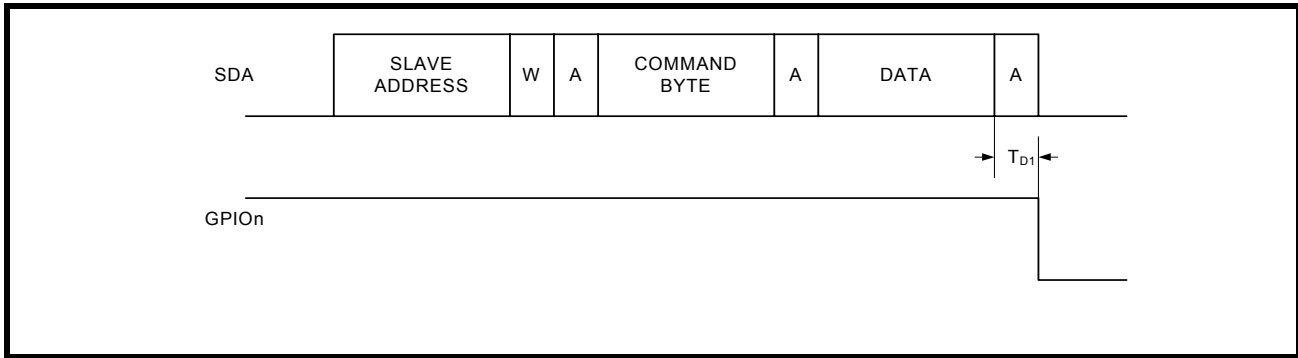 SDA
SLAVE
ADDRESS
W
A
COMMAND
BYTE
A
DATA
A
TD1
GPIOn